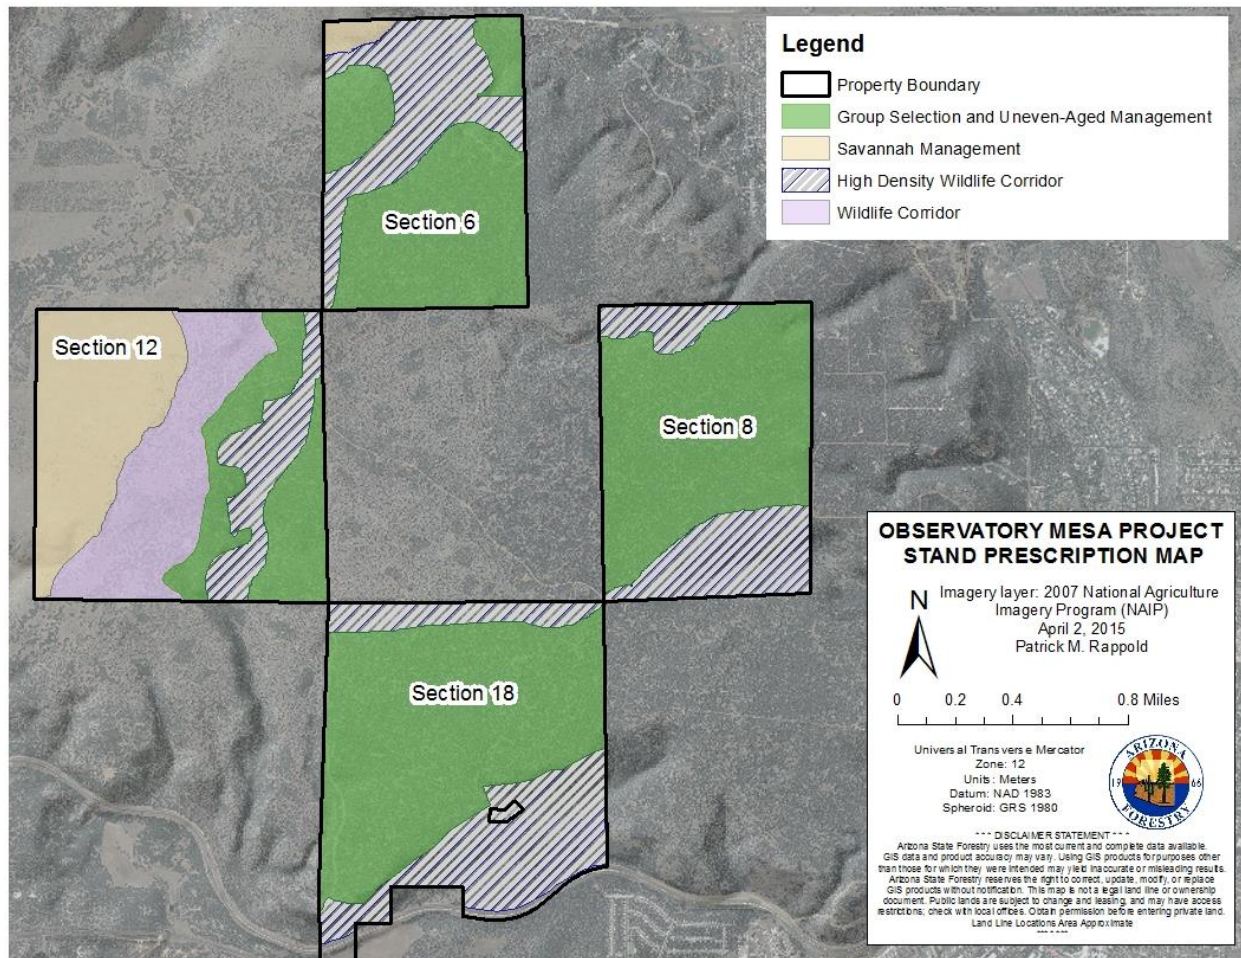 Legend
Property Boundary
Group Selection and Uneven-Aged Management
Savannah Management
High Density Wildlife Corridor
Wildlife Corridor
Section 6
Section 12
Section 8
Section 18
OBSERVATORY MESA PROJECT
STAND PRESCRIPTION MAP
N
Imagery layer: 2007 National Agriculture
Imagery Program (NAIP)
April 2, 2015
Patrick M. Rappold
0 0.2 0.4 0.8 Miles
Universal Transverse Mercator
Zone: 12
Units: Meters
Datum: NAD 1983
Spheroid: GRS 1980
ARIZONA
19 66
FORESTRY
--- DISCLAIMER STATEMENT ---
Arizona State Forestry uses the most current and complete data available.
GIS data and product accuracy may vary. Using GIS products for purposes other
than those for which they were intended may yield inaccurate or misleading results.
Arizona State Forestry reserves the right to correct, update, modify, or replace
GIS products without notification. This map is not a legal land line or ownership
document. Public lands are subject to change and leasing, and may have access
restrictions; check with local offices. Obtain permission before entering private land.
Land Line Locations Area Approximate